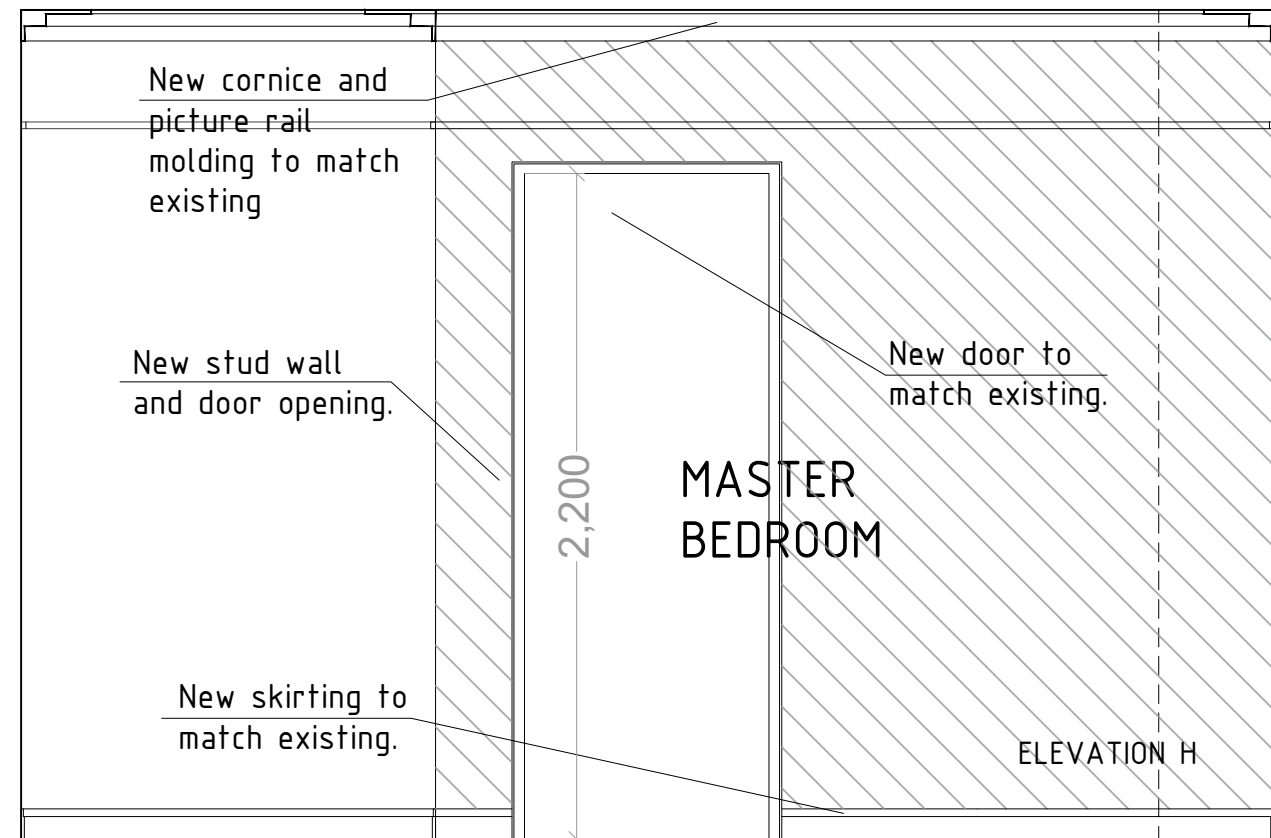 New cornice and
picture rail
molding to match
existing
New stud wall
and door opening.
New door to
match existing.
2,200
MASTER
BEDROOM
New skirting to
match existing.
ELEVATION H